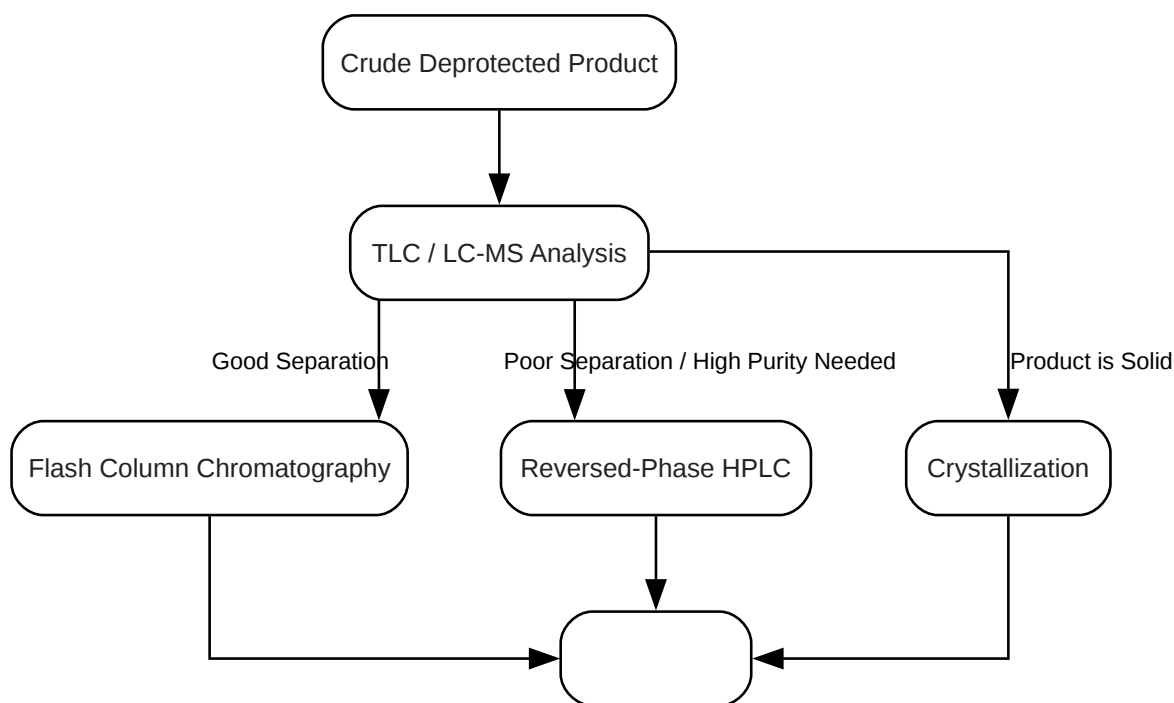 Crude Deprotected Product
TLC / LC-MS Analysis
Good Separation
Poor Separation / High Purity Needed
Product is Solid
Flash Column Chromatography
Reversed-Phase HPLC
Crystallization